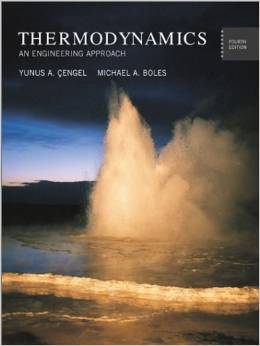 THERMODYNAMICS
AN ENGINEERING APPROACH
FOURTH
EDITION
YUNUS A. ÇENGEL MICHAEL A. BOLES